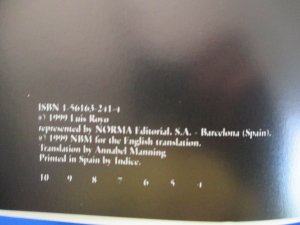 ISBN 1-56163-241-4
© 1999 Luis Royo
represented by NORMA Editorial, S.A. - Barcelona (Spain).
© 1999 NBM for the English translation.
Translation by Annabel Manning
Printed in Spain by Indice.
10 9 8 7 6 5 4